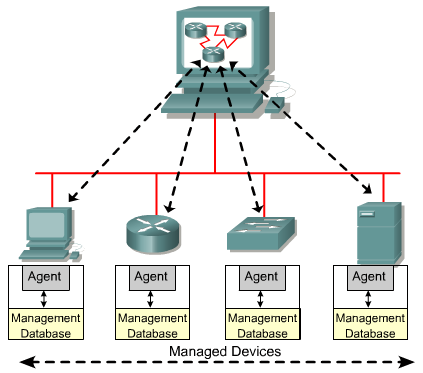 Agent
Agent
Agent
Agent
Management
Database
Management
Database
Management
Database
Management
Database
Managed Devices